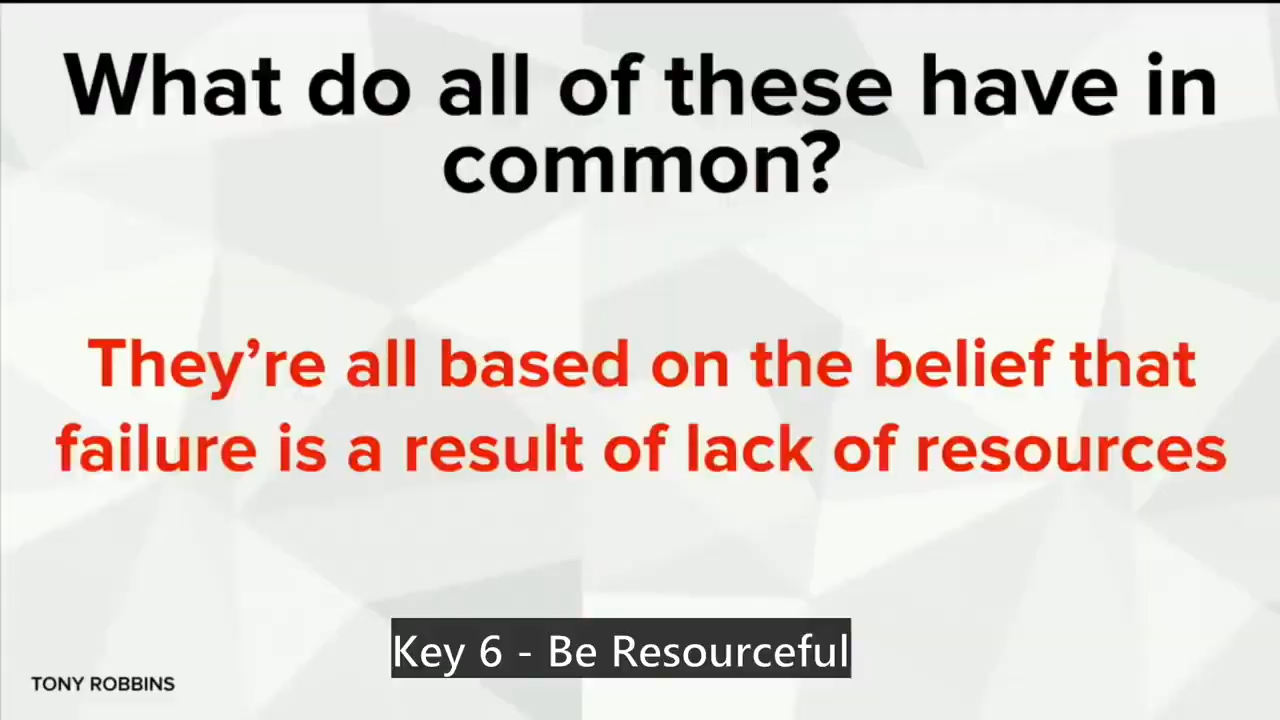 What do all of these have in
common?
They're all based on the belief that
failure is a result of lack of resources
Key 6 - Be Resourceful
TONY ROBBINS